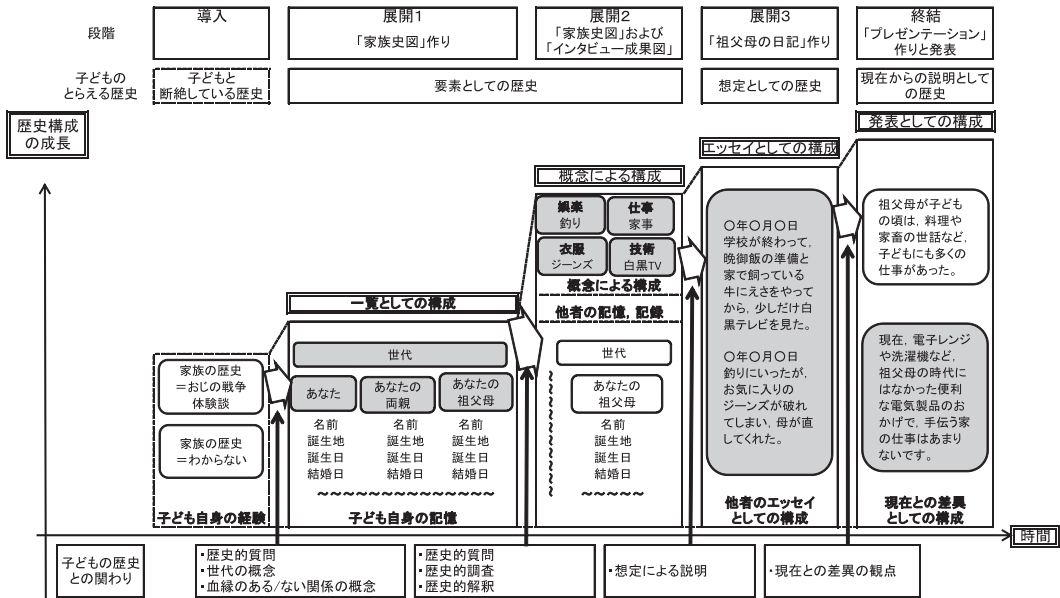 段階
導入
展開1
「家族史図」作り
展開2
「家族史図」および
「インタビュー成果図」
展開3
「祖父母の日記」作り
終結
「プレゼンテーション」
作りと発表
子どもの
とらえる歴史
子どもと
断絶している歴史
要素としての歴史
想定としての歴史
現在からの説明として
の歴史
歴史構成
の成長
発表としての構成
エッセイとしての構成
概念による構成
一覧としての構成
家族の歴史
＝おじの戦争
体験談
家族の歴史
＝わからない
子ども自身の経験
世代
あなた
あなたの
両親
あなたの
祖父母
名前
誕生地
誕生日
結婚日
名前
誕生地
誕生日
結婚日
名前
誕生地
誕生日
結婚日
～～～～～～～～～～～～～
子ども自身の記憶
娯楽
釣り
仕事
家事
衣服
ジーンズ
技術
白黒TV
概念による構成
他者の記憶，記録
世代
あなたの
祖父母
名前
誕生地
誕生日
結婚日
～～～～～
〇年〇月〇日
学校が終わって，
晩御飯の準備と
家で飼っている
牛にえさをやって
から，少しだけ白
黒テレビを見た。
〇年〇月〇日
釣りにいったが，
お気に入りの
ジーンズが破れ
てしまい，母が直
してくれた。
他者のエッセイ
としての構成
祖父母が子ども
の頃は，料理や
家畜の世話など，
子どもにも多くの
仕事があった。
現在，電子レンジ
や洗濯機など，
祖父母の時代に
はなかった便利
な電気製品のお
かげで，手伝う家
の仕事はあまり
ないです。
現在との差異
としての構成
時間
子どもの歴史
との関わり
・歴史的質問
・世代の概念
・血縁のある/ない関係の概念
・歴史的質問
・歴史的調査
・歴史的解釈
・想定による説明
・現在との差異の観点